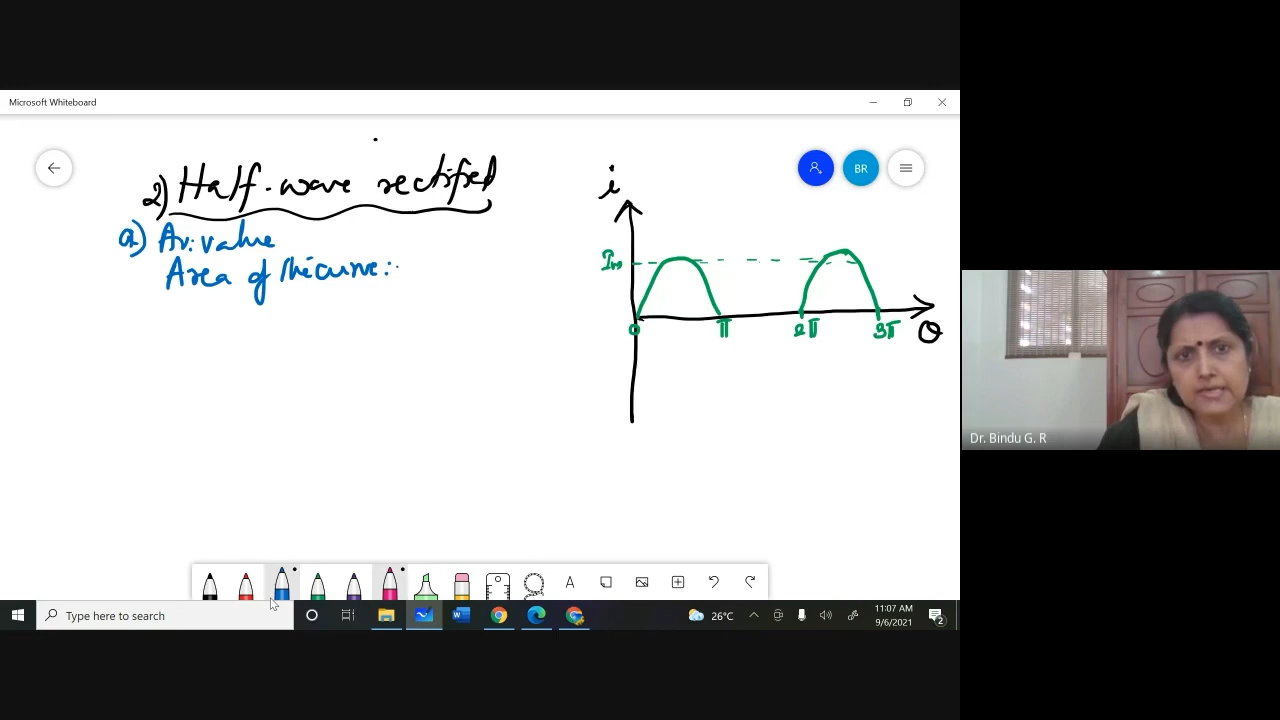 Microsoft Whiteboard
2) Half-wave rectified
a) Av. value
Area of the curve :
i
Im
0
π
2π
3π
θ
BR
Dr. Bindu G. R
A
Type here to search
26°C
11:07 AM
9/6/2021
2